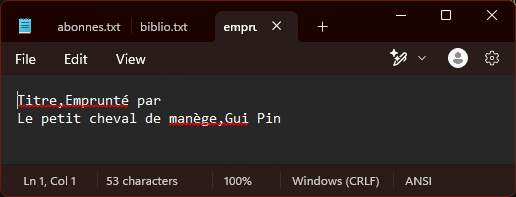 abonnes.txt
biblio.txt
empru
File
Edit
View
Titre,Emprunté par
Le petit cheval de manège,Gui Pin
Ln 1, Col 1
53 characters
100%
Windows (CRLF)
ANSI